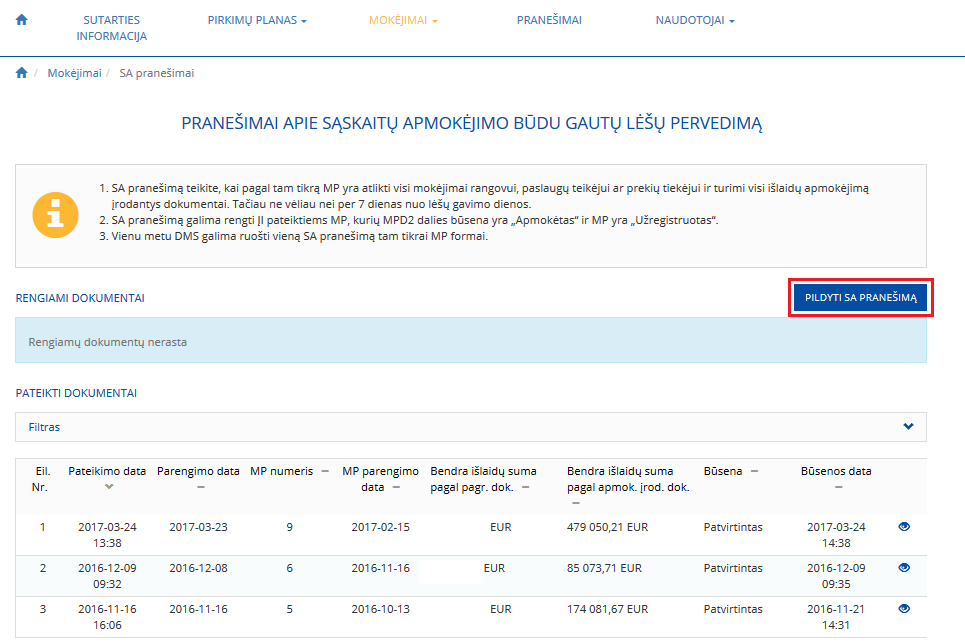 SUTARTIES INFORMACIJA
PIRKIMŲ PLANAS
MOKĖJIMAI
PRANEŠIMAI
NAUDOTOJAI
/ Mokėjimai / SA pranešimai
PRANEŠIMAI APIE SĄSKAITŲ APMOKĖJIMO BŪDU GAUTŲ LĖŠŲ PERVEDIMĄ
1. SA pranešimą teikite, kai pagal tam tikrą MP yra atlikti visi mokėjimai rangovui, paslaugų teikėjui ar prekių tiekėjui ir turimi visi išlaidų apmokėjimą
įrodantys dokumentai. Tačiau ne vėliau nei per 7 dienas nuo lėšų gavimo dienos.
2. SA pranešimą galima rengti ĮI pateiktiems MP, kurių MPD2 dalies būsena yra „Apmokėtas“ ir MP yra „Užregistruotas“.
3. Vienu metu DMS galima ruošti vieną SA pranešimą tam tikrai MP formai.
RENGIAMI DOKUMENTAI
PILDYTI SA PRANEŠIMĄ
Rengiamų dokumentų nerasta
PATEIKTI DOKUMENTAI
Filtras
Eil. Pateikimo data Parengimo data MP numeris MP parengimo Bendra išlaidų suma Bendra išlaidų suma Būsena Būsenos data
Nr. data pagal pagr. dok. pagal apmok. įrod. dok.
1 2017-03-24 2017-03-23 9 2017-02-15 EUR 479 050,21 EUR Patvirtintas 2017-03-24
13:38 14:38
2 2016-12-09 2016-12-08 6 2016-11-16 EUR 85 073,71 EUR Patvirtintas 2016-12-09
09:32 09:35
3 2016-11-16 2016-11-16 5 2016-10-13 EUR 174 081,67 EUR Patvirtintas 2016-11-21
16:06 14:31